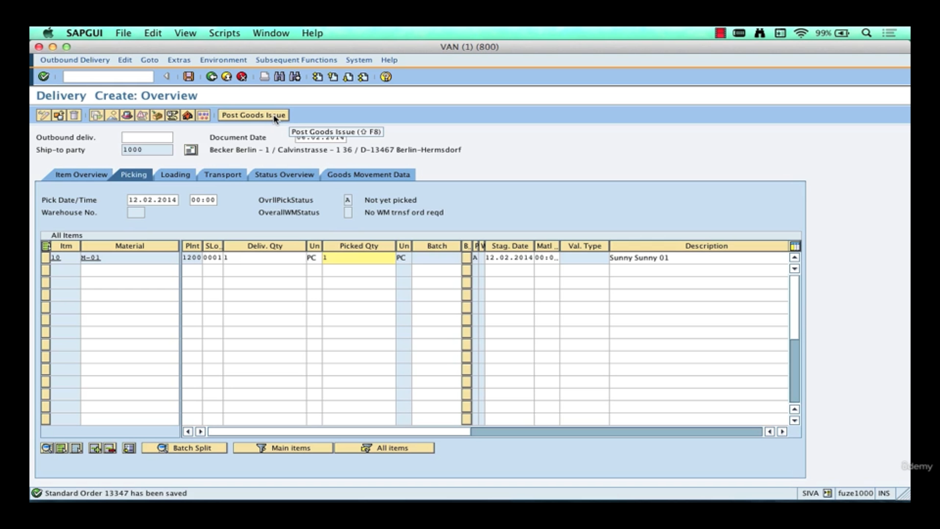 SAPGUI File Edit View Scripts Window Help 99%
VAN (1) (800)
Outbound Delivery Edit Goto Extras Environment Subsequent Functions System Help
Delivery Create: Overview
Post Goods Issue
Post Goods Issue (⇧ F8)
Outbound deliv. Document Date
Ship-to party 1000 Becker Berlin - 1 / Calvinstrasse - 1 36 / D-13467 Berlin-Hermsdorf
Item Overview Picking Loading Transport Status Overview Goods Movement Data
Pick Date/Time 12.02.2014 00:00 OvrllPickStatus A Not yet picked
Warehouse No. OverallWMStatus No WM trnsf ord reqd
All Items
Itm Material Plnt SLo.. Deliv. Qty Un Picked Qty Un Batch B.. P W Stag. Date Matl .. Val. Type Description
10 M-01 1200 0001 1 PC 1 PC A 12.02.2014 00:0.. Sunny Sunny 01
Batch Split Main items All items
Standard Order 13347 has been saved SIVA fuze1000 INS
ûdemy